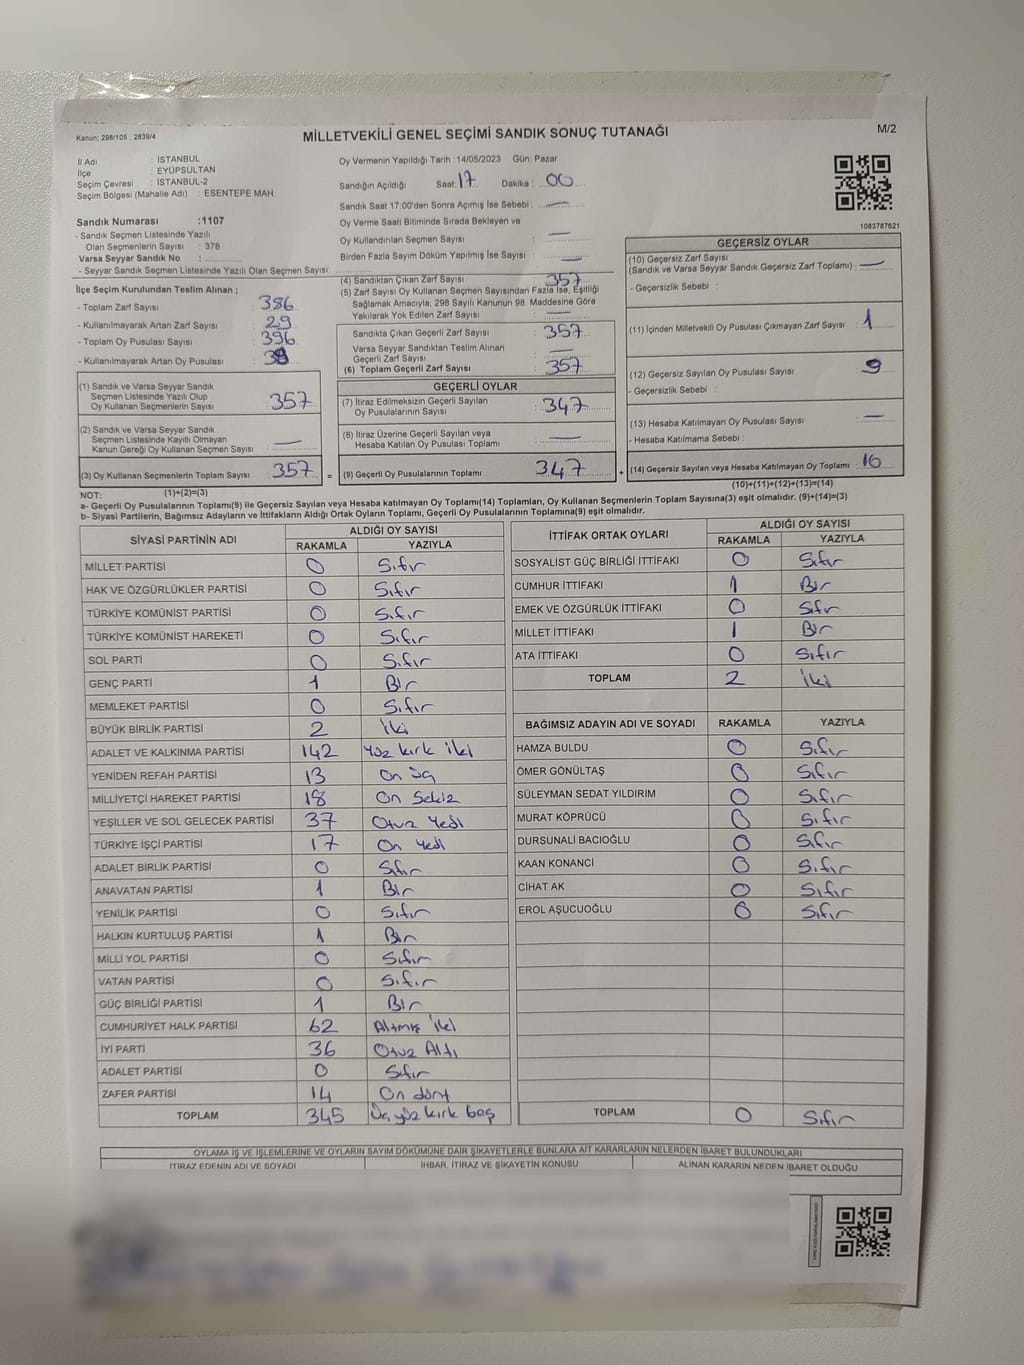 Kanun; 298/105 , 2839/4
MİLLETVEKİLİ GENEL SEÇİMİ SANDIK SONUÇ TUTANAĞI
M/2
İl Adı : İSTANBUL
İlçe : EYÜPSULTAN
Seçim Çevresi : İSTANBUL-2
Seçim Bölgesi (Mahalle Adı) : ESENTEPE MAH.
Oy Vermenin Yapıldığı Tarih :14/05/2023 Gün: Pazar
Sandığın Açıldığı Saat: 17 Dakika : 00
Sandık Saat 17:00'den Sonra Açımış İse Sebebi : —
Oy Verme Saati Bitiminde Sırada Bekleyen ve
Oy Kullandırılan Seçmen Sayısı : —
Birden Fazla Sayım Döküm Yapılmış İse Sayısı : —
1083787621
Sandık Numarası :1107
- Sandık Seçmen Listesinde Yazılı
Olan Seçmenlerin Sayısı : 378
Varsa Seyyar Sandık No :
- Seyyar Sandık Seçmen Listesinde Yazılı Olan Seçmen Sayısı:
İlçe Seçim Kurulundan Teslim Alınan ;
- Toplam Zarf Sayısı : 386
- Kullanılmayarak Artan Zarf Sayısı : 29
- Toplam Oy Pusulası Sayısı : 396
- Kullanılmayarak Artan Oy Pusulası :
(1) Sandık ve Varsa Seyyar Sandık
Seçmen Listesinde Yazılı Olup
Oy Kullanan Seçmenlerin Sayısı : 357
(2) Sandık ve Varsa Seyyar Sandık
Seçmen Listesinde Kayıtlı Olmayan
Kanun Gereği Oy Kullanan Seçmen Sayısı : —
(3) Oy Kullanan Seçmenlerin Toplam Sayısı : 357
(4) Sandıktan Çıkan Zarf Sayısı : 357
(5) Zarf Sayısı Oy Kullanan Seçmen Sayısından Fazla İse, Eşitliği
Sağlamak Amacıyla; 298 Sayılı Kanunun 98. Maddesine Göre
Yakılarak Yok Edilen Zarf Sayısı : —
Sandıkta Çıkan Geçerli Zarf Sayısı : 357
Varsa Seyyar Sandıktan Teslim Alınan
Geçerli Zarf Sayısı : —
(6) Toplam Geçerli Zarf Sayısı : 357
GEÇERLİ OYLAR
(7) İtiraz Edilmeksizin Geçerli Sayılan
Oy Pusulalarının Sayısı : 347
(8) İtiraz Üzerine Geçerli Sayılan veya
Hesaba Katılan Oy Pusulası Toplamı : —
= (9) Geçerli Oy Pusulalarının Toplamı : 347 +
GEÇERSİZ OYLAR
(10) Geçersiz Zarf Sayısı
(Sandık ve Varsa Seyyar Sandık Geçersiz Zarf Toplamı) : —
- Geçersizlik Sebebi :
(11) İçinden Milletvekili Oy Pusulası Çıkmayan Zarf Sayısı : 1
(12) Geçersiz Sayılan Oy Pusulası Sayısı : 9
- Geçersizlik Sebebi :
(13) Hesaba Katılmayan Oy Pusulası Sayısı : —
- Hesaba Katılmama Sebebi :
(14) Geçersiz Sayılan veya Hesaba Katılmayan Oy Toplamı : 10
(10)+(11)+(12)+(13)=(14)
NOT: (1)+(2)=(3)
a- Geçerli Oy Pusulalarının Toplamı(9) ile Geçersiz Sayılan veya Hesaba katılmayan Oy Toplamı(14) Toplamları, Oy Kullanan Seçmenlerin Toplam Sayısına(3) eşit olmalıdır. (9)+(14)=(3)
b- Siyasi Partilerin, Bağımsız Adayların ve İttifakların Aldığı Ortak Oyların Toplamı, Geçerli Oy Pusulalarının Toplamına(9) eşit olmalıdır.
SİYASİ PARTİNİN ADI ALDIĞI OY SAYISI
RAKAMLA YAZIYLA
MİLLET PARTİSİ 0 Sıfır
HAK VE ÖZGÜRLÜKLER PARTİSİ 0 Sıfır
TÜRKİYE KOMÜNİST PARTİSİ 0 Sıfır
TÜRKİYE KOMÜNİST HAREKETİ 0 Sıfır
SOL PARTİ 0 Sıfır
GENÇ PARTİ 1 Bir
MEMLEKET PARTİSİ 0 Sıfır
BÜYÜK BİRLİK PARTİSİ 2 İki
ADALET VE KALKINMA PARTİSİ 142 Yüz kırk iki
YENİDEN REFAH PARTİSİ 13 On üç
MİLLİYETÇİ HAREKET PARTİSİ 18 On Sekiz
YEŞİLLER VE SOL GELECEK PARTİSİ 37 Otuz Yedi
TÜRKİYE İŞÇİ PARTİSİ 17 On Yedi
ADALET BİRLİK PARTİSİ 0 Sıfır
ANAVATAN PARTİSİ 1 Bir
YENİLİK PARTİSİ 0 Sıfır
HALKIN KURTULUŞ PARTİSİ 1 Bir
MİLLİ YOL PARTİSİ 0 Sıfır
VATAN PARTİSİ 0 Sıfır
GÜÇ BİRLİĞİ PARTİSİ 1 Bir
CUMHURİYET HALK PARTİSİ 62 Altmış iki
İYİ PARTİ 36 Otuz Altı
ADALET PARTİSİ 0 Sıfır
ZAFER PARTİSİ 14 On dört
TOPLAM 345 Üç yüz kırk beş
İTTİFAK ORTAK OYLARI ALDIĞI OY SAYISI
RAKAMLA YAZIYLA
SOSYALİST GÜÇ BİRLİĞİ İTTİFAKI 0 Sıfır
CUMHUR İTTİFAKI 1 Bir
EMEK VE ÖZGÜRLÜK İTTİFAKI 0 Sıfır
MİLLET İTTİFAKI 1 Bir
ATA İTTİFAKI 0 Sıfır
TOPLAM 2 İki
BAĞIMSIZ ADAYIN ADI VE SOYADI RAKAMLA YAZIYLA
HAMZA BULDU 0 Sıfır
ÖMER GÖNÜLTAŞ 0 Sıfır
SÜLEYMAN SEDAT YILDIRIM 0 Sıfır
MURAT KÖPRÜCÜ 0 Sıfır
DURSUNALİ BACIOĞLU 0 Sıfır
KAAN KONANCİ 0 Sıfır
CİHAT AK 0 Sıfır
EROL AŞUCUOĞLU 0 Sıfır
TOPLAM 0 Sıfır
OYLAMA İŞ VE İŞLEMLERİNE VE OYLARIN SAYIM DÖKÜMÜNE DAİR ŞİKAYETLERLE BUNLARA AİT KARARLARIN NELERDEN İBARET BULUNDUKLARI
İTİRAZ EDENİN ADI VE SOYADI İHBAR, İTİRAZ VE ŞİKAYETİN KONUSU ALINAN KARARIN NEDEN İBARET OLDUĞU